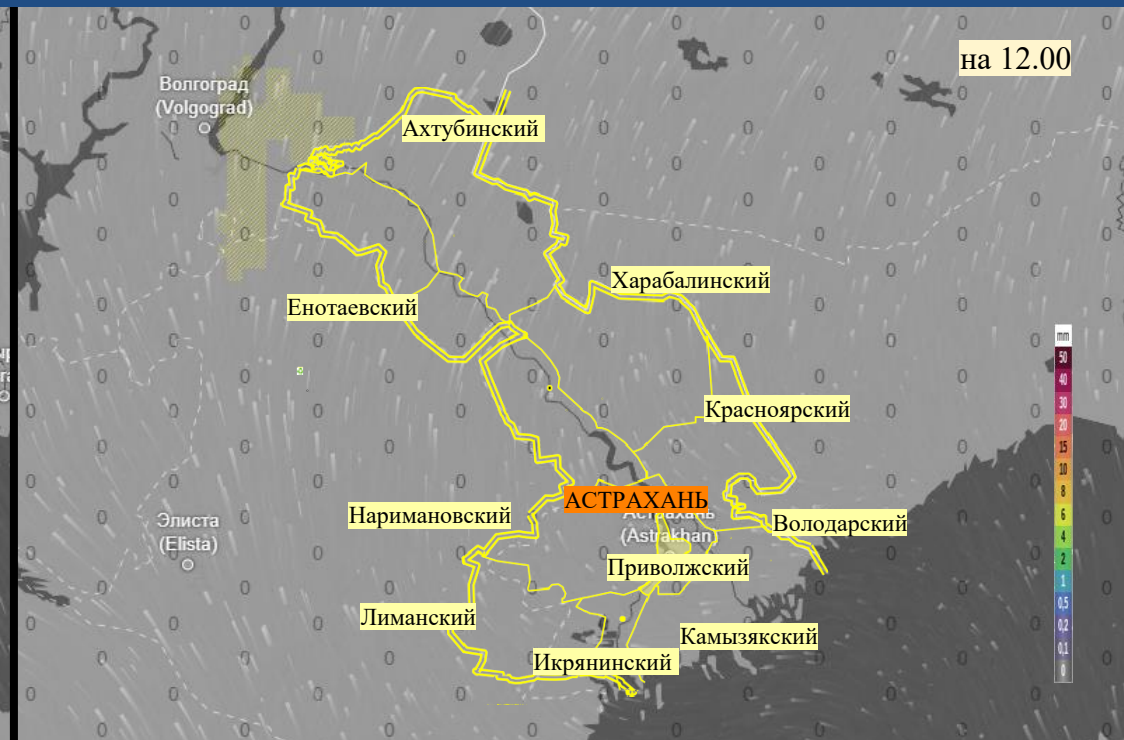 на 12.00
Волгоград
(Volgograd)
Ахтубинский
Харабалинский
Енотаевский
mm
50
40
30
20
15
10
8
6
4
2
1
0,5
0,2
0,1
0
Красноярский
АСТРАХАНЬ
Астрахань
(Astrakhan)
Наримановский
Элиста
(Elista)
Володарский
Приволжский
Лиманский
Камызякский
Икрянинский